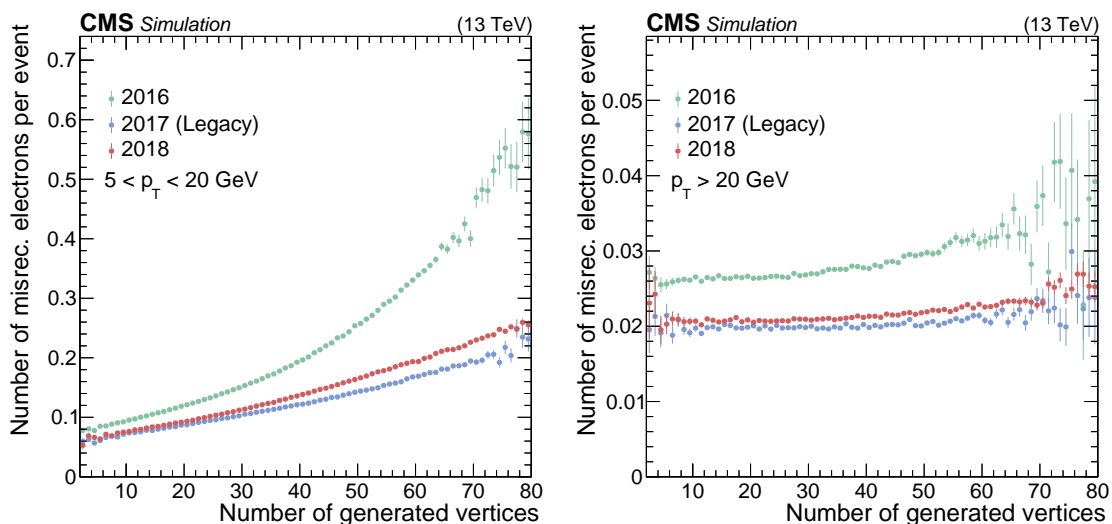 CMS Simulation (13 TeV)
Number of misrec. electrons per event
0.7
0.6
0.5
0.4
0.3
0.2
0.1
0
2016
2017 (Legacy)
2018
5 < p_T < 20 GeV
10 20 30 40 50 60 70 80
Number of generated vertices
CMS Simulation (13 TeV)
Number of misrec. electrons per event
0.05
0.04
0.03
0.02
0.01
0
2016
2017 (Legacy)
2018
p_T > 20 GeV
10 20 30 40 50 60 70 80
Number of generated vertices